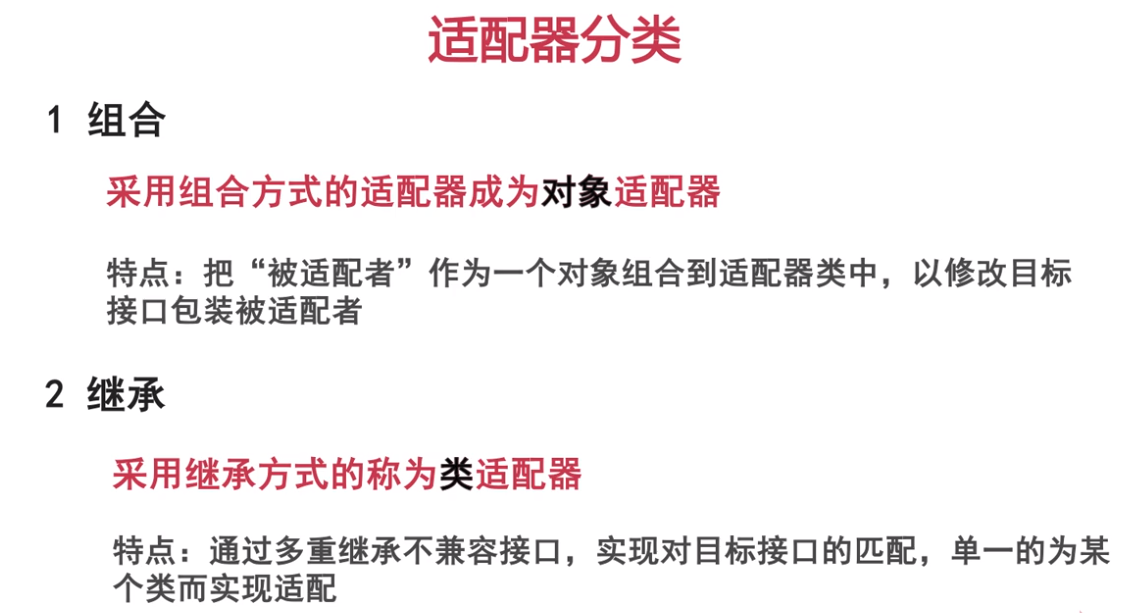 适配器分类
1 组合
采用组合方式的适配器成为对象适配器
特点：把“被适配者”作为一个对象组合到适配器类中，以修改目标
接口包装被适配者
2 继承
采用继承方式的称为类适配器
特点：通过多重继承不兼容接口，实现对目标接口的匹配，单一的为某
个类而实现适配